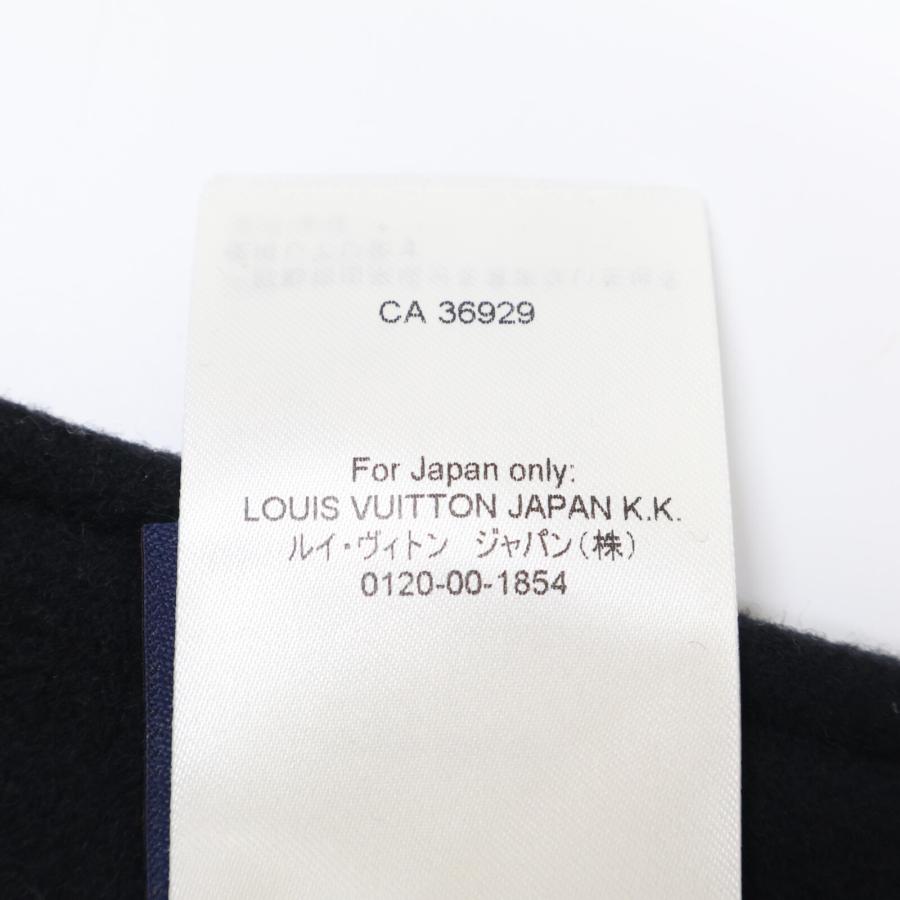 CA 36929
For Japan only:
LOUIS VUITTON JAPAN K.K.
ルイ・ヴィトン ジャパン(株)
0120-00-1854